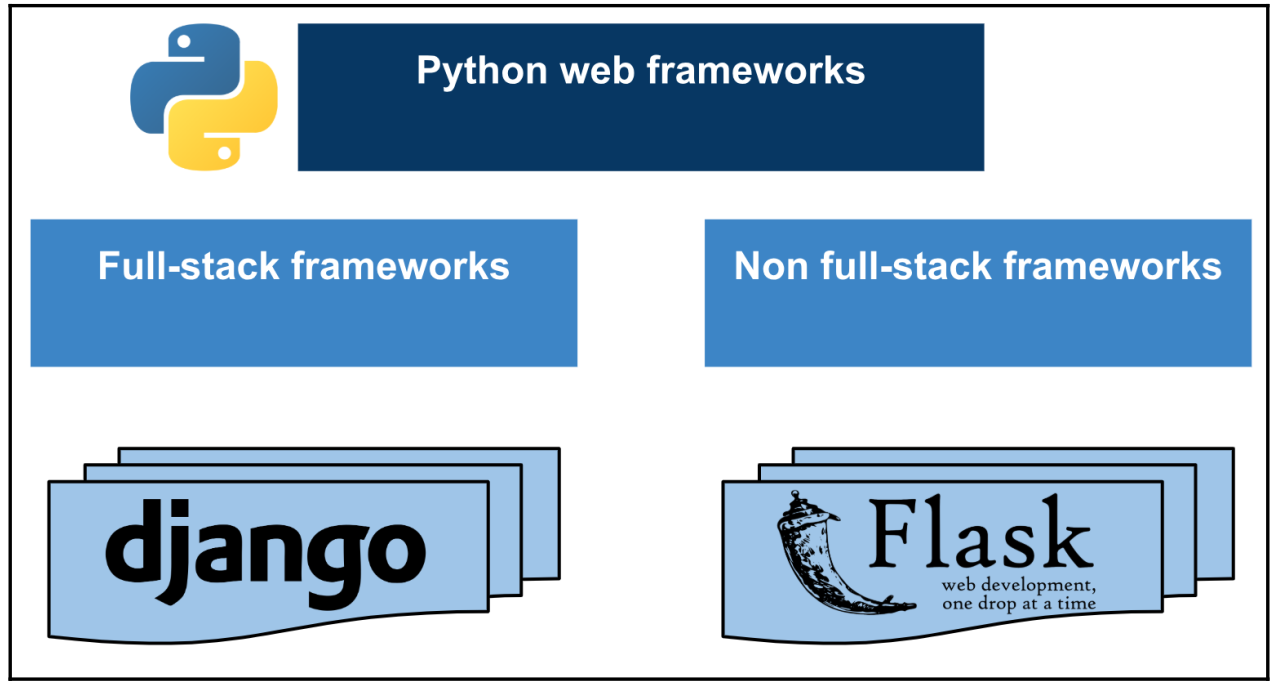 Python web frameworks
Full-stack frameworks
Non full-stack frameworks
django
Flask
web development,
one drop at a time